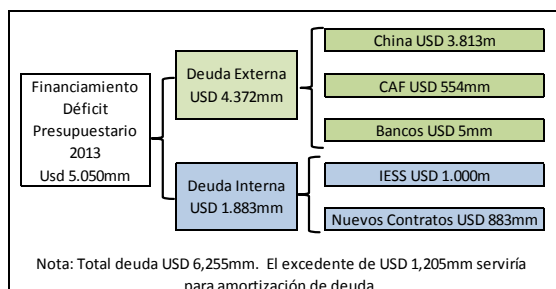 Financiamiento
Déficit
Presupuestario
2013
Usd 5.050mm
Deuda Externa
USD 4.372mm
China USD 3.813m
CAF USD 554mm
Bancos USD 5mm
Deuda Interna
USD 1.883mm
IESS USD 1.000m
Nuevos Contratos USD 883mm
Nota: Total deuda USD 6,255mm. El excedente de USD 1,205mm serviría
para amortización de deuda